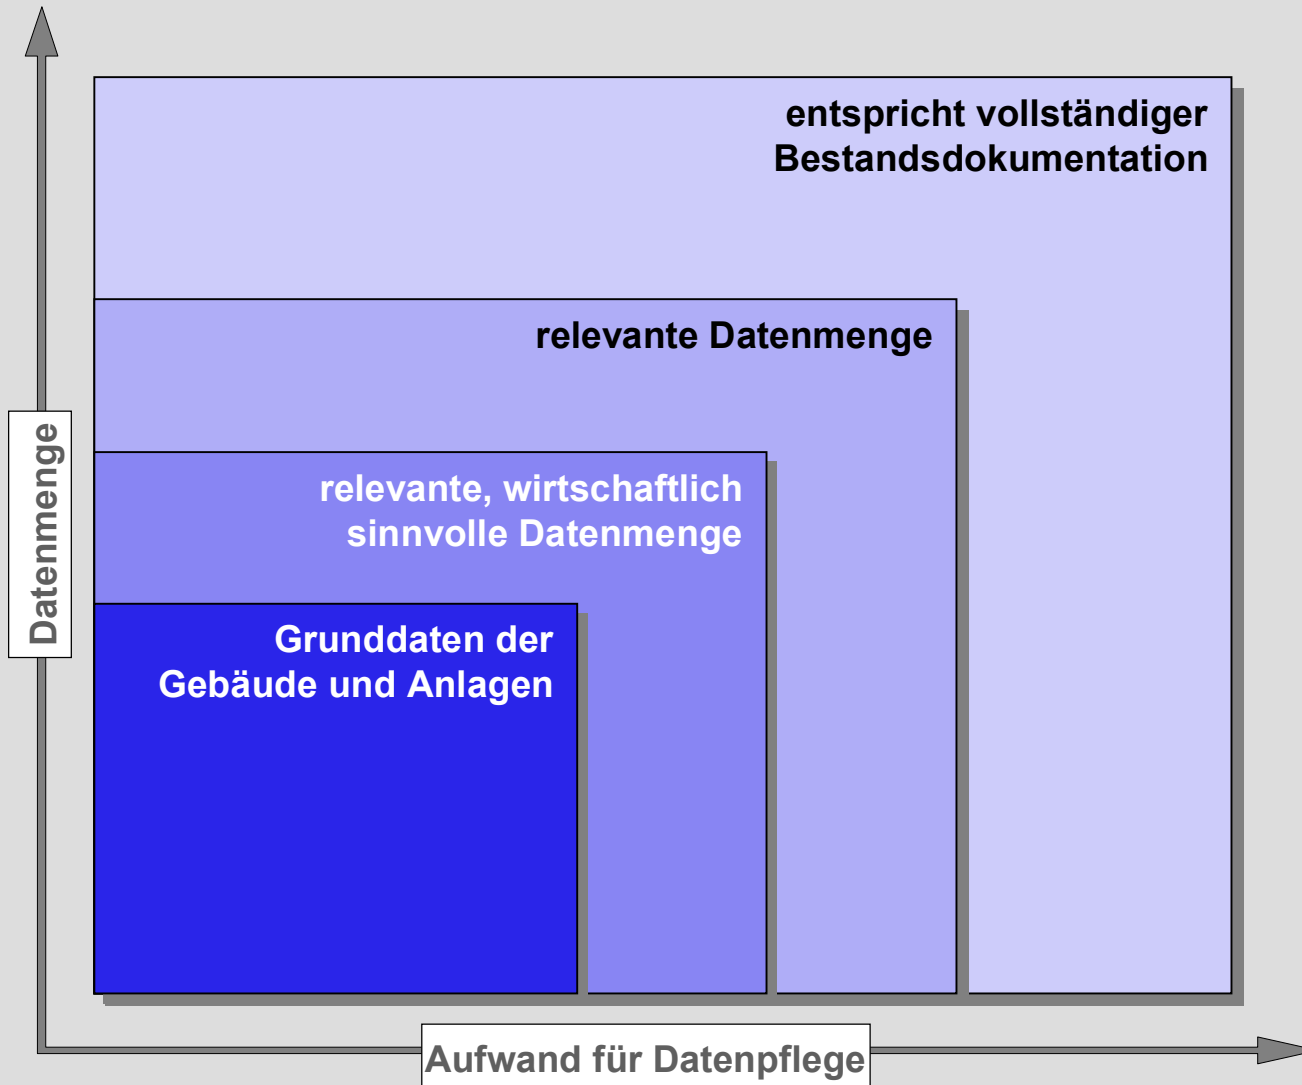 entspricht vollständiger
Bestandsdokumentation
relevante Datenmenge
relevante, wirtschaftlich
sinnvolle Datenmenge
Grunddaten der
Gebäude und Anlagen
Datenmenge
Aufwand für Datenpflege